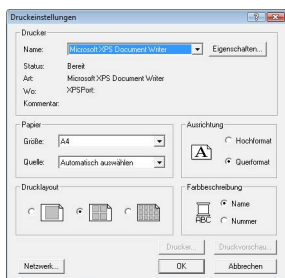 Druckeinstellungen
Drucker
Name: Microsoft XPS Document Writer Eigenschaften...
Status: Bereit
Art: Microsoft XPS Document Writer
Wo: XPSPort:
Kommentar:
Papier
Größe: A4
Quelle: Automatisch auswählen
Ausrichtung
A
Hochformat
Querformat
Drucklayout
Farbbeschreibung
ABC
Name
Nummer
Drucker... Druckvorschau...
Netzwerk... OK Abbrechen